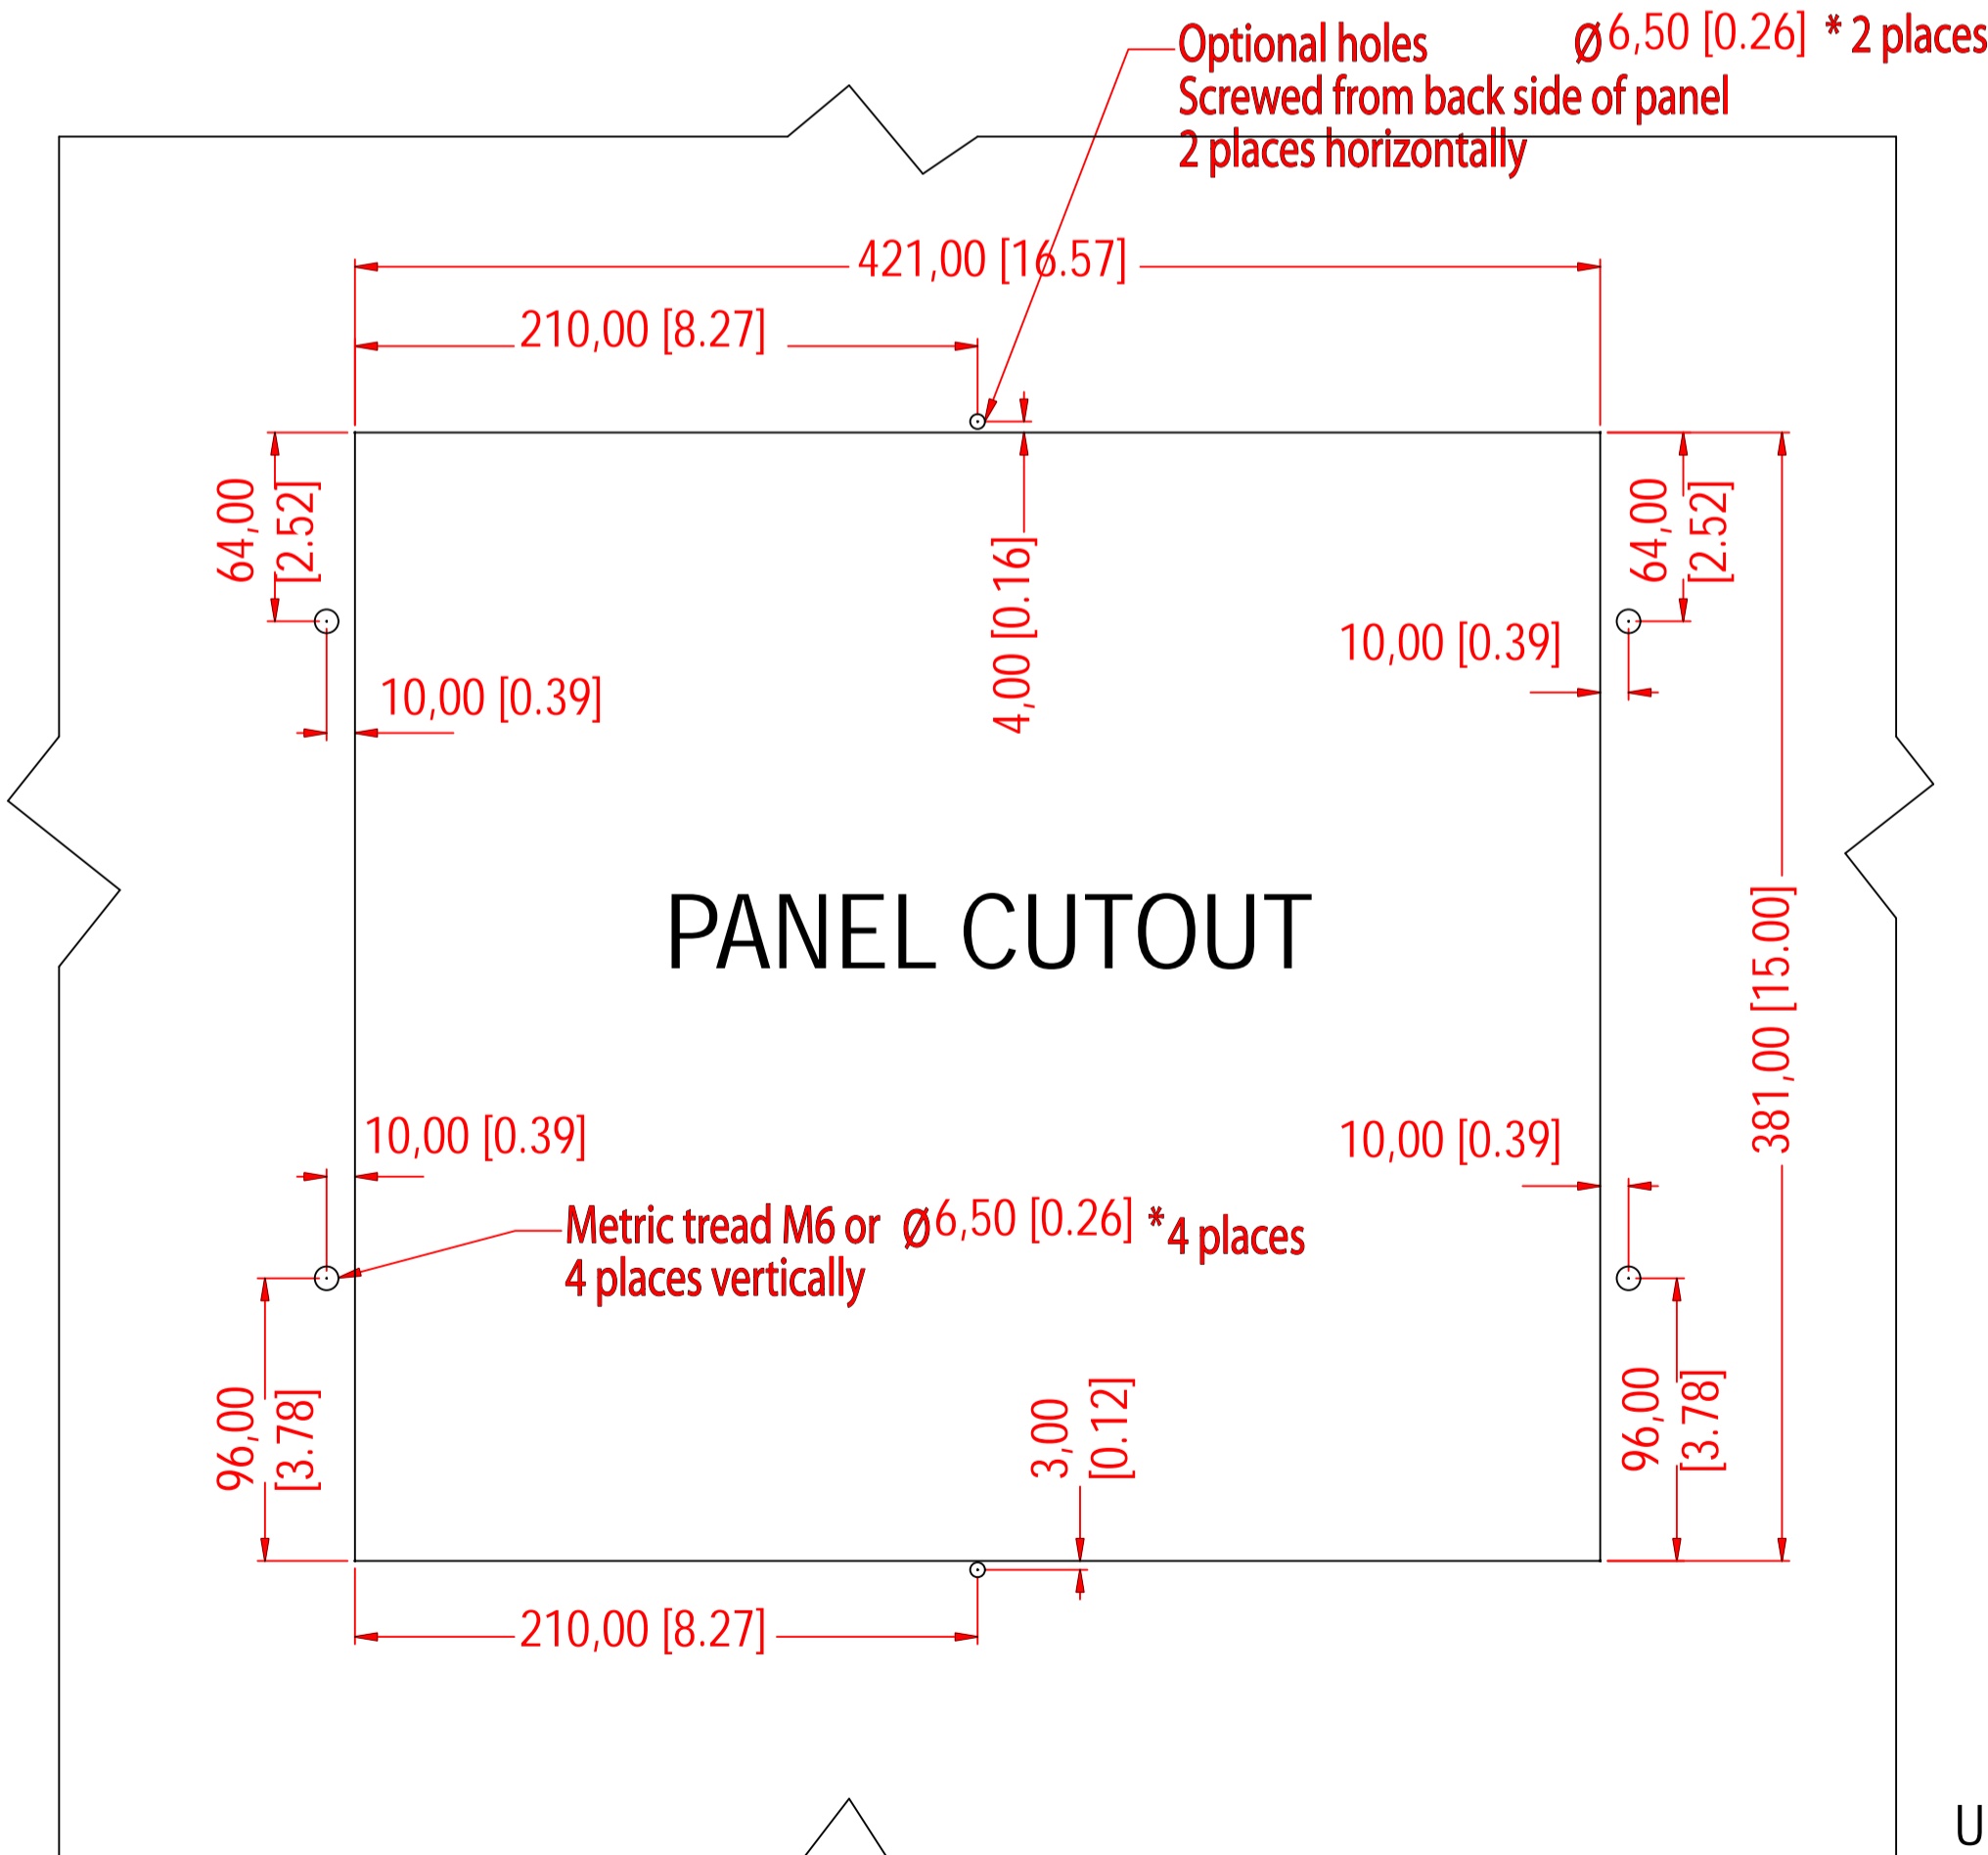 Optional holes Ø6,50 [0.26] * 2 places
Screwed from back side of panel
2 places horizontally
421,00 [16.57]
210,00 [8.27]
64,00
[2.52]
64,00
[2.52]
4,00 [0.16]
10,00 [0.39]
10,00 [0.39]
PANEL CUTOUT
381,00 [15.00]
10,00 [0.39]
10,00 [0.39]
Metric tread M6 or Ø6,50 [0.26] *4 places
4 places vertically
96,00
[3.78]
3,00
[0.12]
96,00
[3.78]
210,00 [8.27]
U